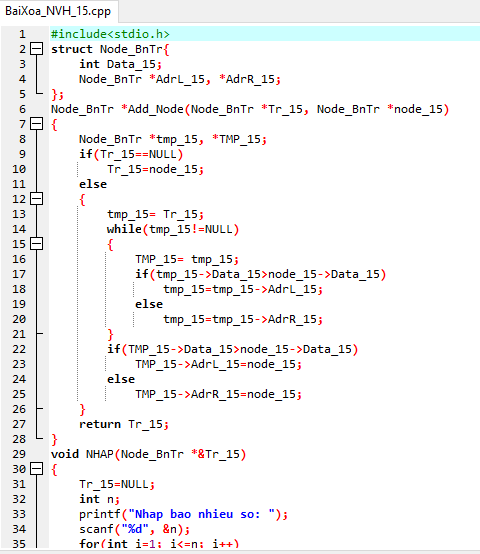 BaiXoa_NVH_15.cpp
1 #include<stdio.h>
2 struct Node_BnTr{
3 int Data_15;
4 Node_BnTr *AdrL_15, *AdrR_15;
5 };
6 Node_BnTr *Add_Node(Node_BnTr *Tr_15, Node_BnTr *node_15)
7 {
8 Node_BnTr *tmp_15, *TMP_15;
9 if(Tr_15==NULL)
10 Tr_15=node_15;
11 else
12 {
13 tmp_15= Tr_15;
14 while(tmp_15!=NULL)
15 {
16 TMP_15= tmp_15;
17 if(tmp_15->Data_15>node_15->Data_15)
18 tmp_15=tmp_15->AdrL_15;
19 else
20 tmp_15=tmp_15->AdrR_15;
21 }
22 if(TMP_15->Data_15>node_15->Data_15)
23 TMP_15->AdrL_15=node_15;
24 else
25 TMP_15->AdrR_15=node_15;
26 }
27 return Tr_15;
28 }
29 void NHAP(Node_BnTr *&Tr_15)
30 {
31 Tr_15=NULL;
32 int n;
33 printf("Nhap bao nhieu so: ");
34 scanf("%d", &n);
35 for(int i=1; i<=n; i++)